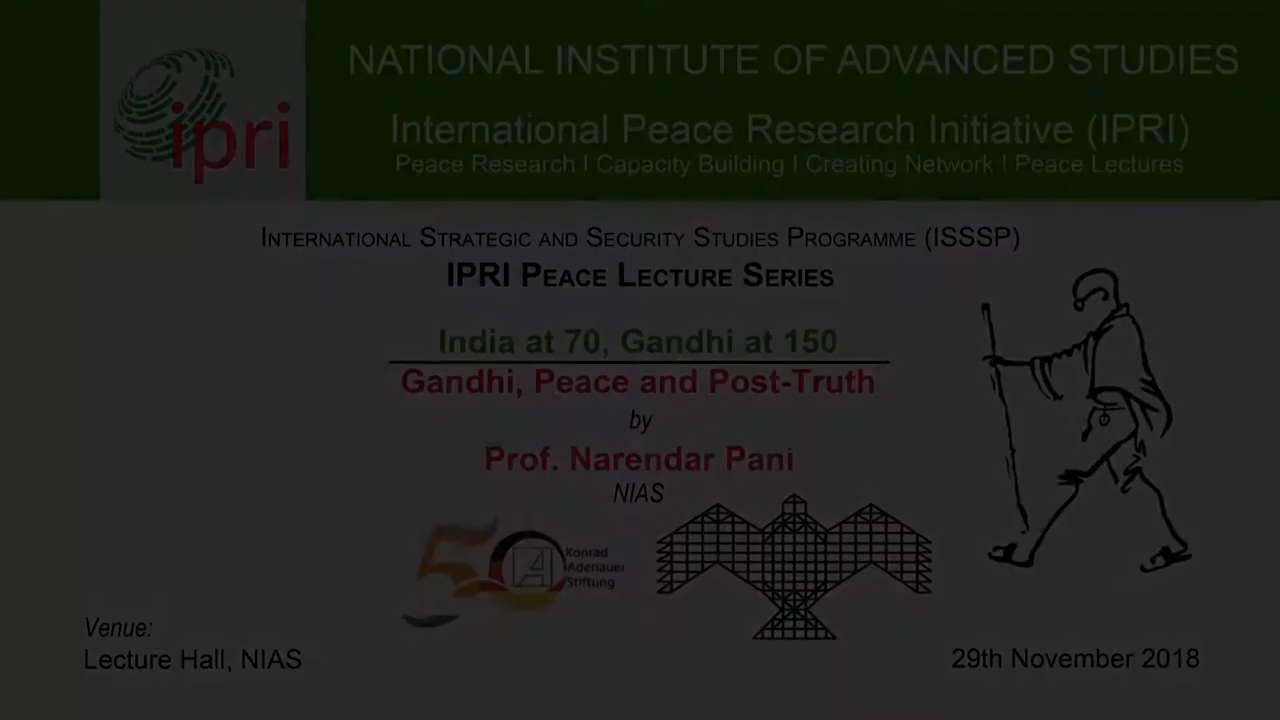 NATIONAL INSTITUTE OF ADVANCED STUDIES
ipri
International Peace Research Initiative (IPRI)
Peace Research I Capacity Building I Creating Network I Peace Lectures
INTERNATIONAL STRATEGIC AND SECURITY STUDIES PROGRAMME (ISSSP)
IPRI PEACE LECTURE SERIES
India at 70, Gandhi at 150
Gandhi, Peace and Post-Truth
by
Prof. Narendar Pani
NIAS
50
Konrad
Adenauer
Stiftung
Venue:
Lecture Hall, NIAS
29th November 2018